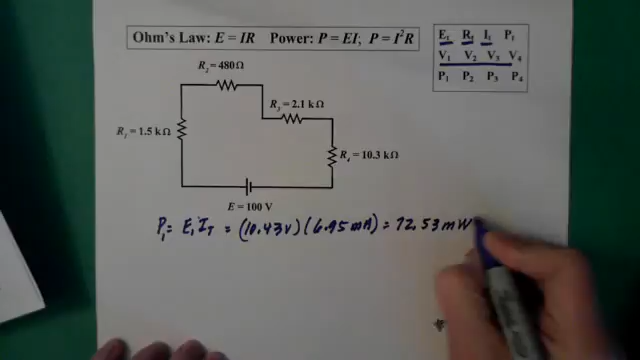 Ohm's Law: E = IR Power: P = EI; P = I²R
E_t R_t I_t P_t
V_1 V_2 V_3 V_4
P_1 P_2 P_3 P_4
R_2 = 480 Ω
R_3 = 2.1 kΩ
R_1 = 1.5 kΩ
R_4 = 10.3 kΩ
E = 100 V
P_1 = E_1 I_T = (10.43V)(6.95mA) = 72.53mW